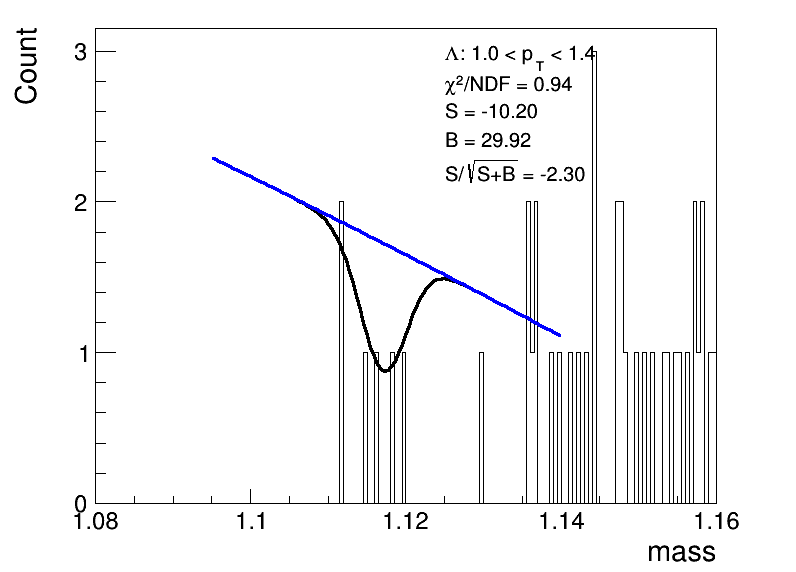 Count
3
2
1
0
Λ: 1.0 < p_T < 1.4
χ²/NDF = 0.94
S = -10.20
B = 29.92
S/√S+B = -2.30
1.08 1.1 1.12 1.14 1.16
mass